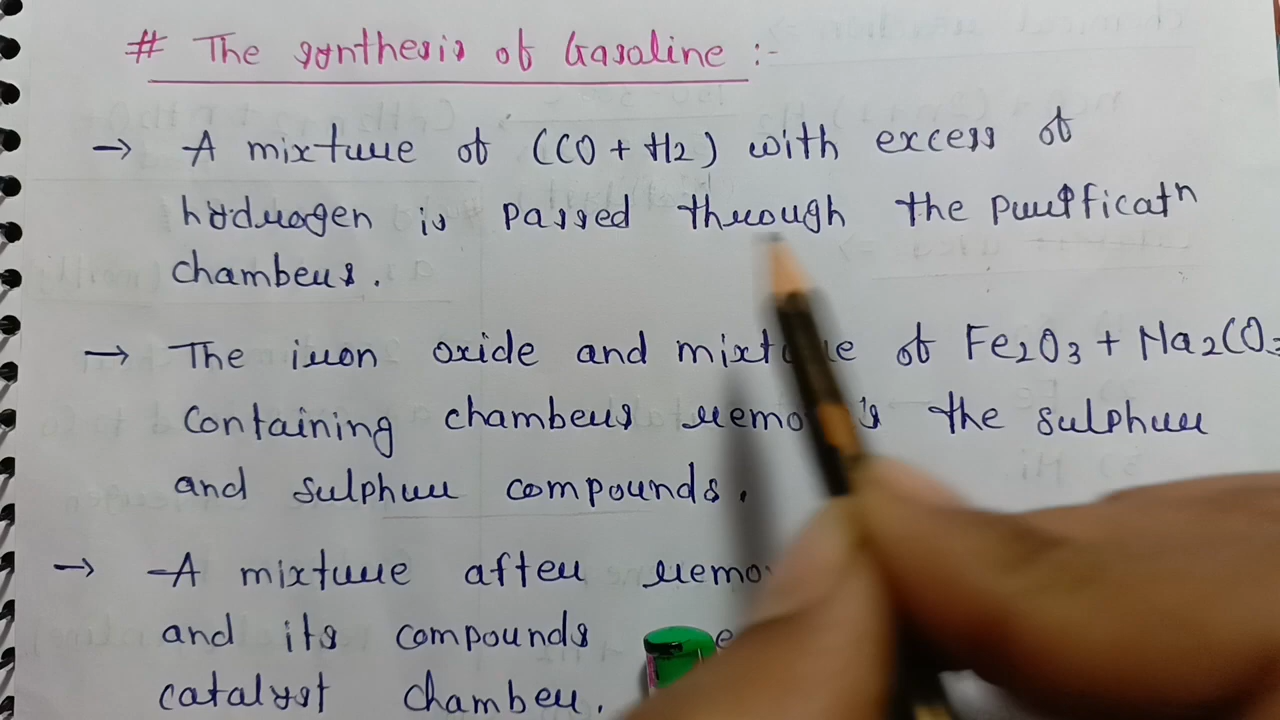 # The synthesis of Gasoline :-
→ A mixture of (CO + H2) with excess of
hydrogen is passed through the purificatn
chambers.
→ The iron oxide and mixture of Fe2O3 + Na2CO3
containing chambers the sulphur
and sulphur compounds.
→ A mixture after
and its compounds
catalyst chamber.